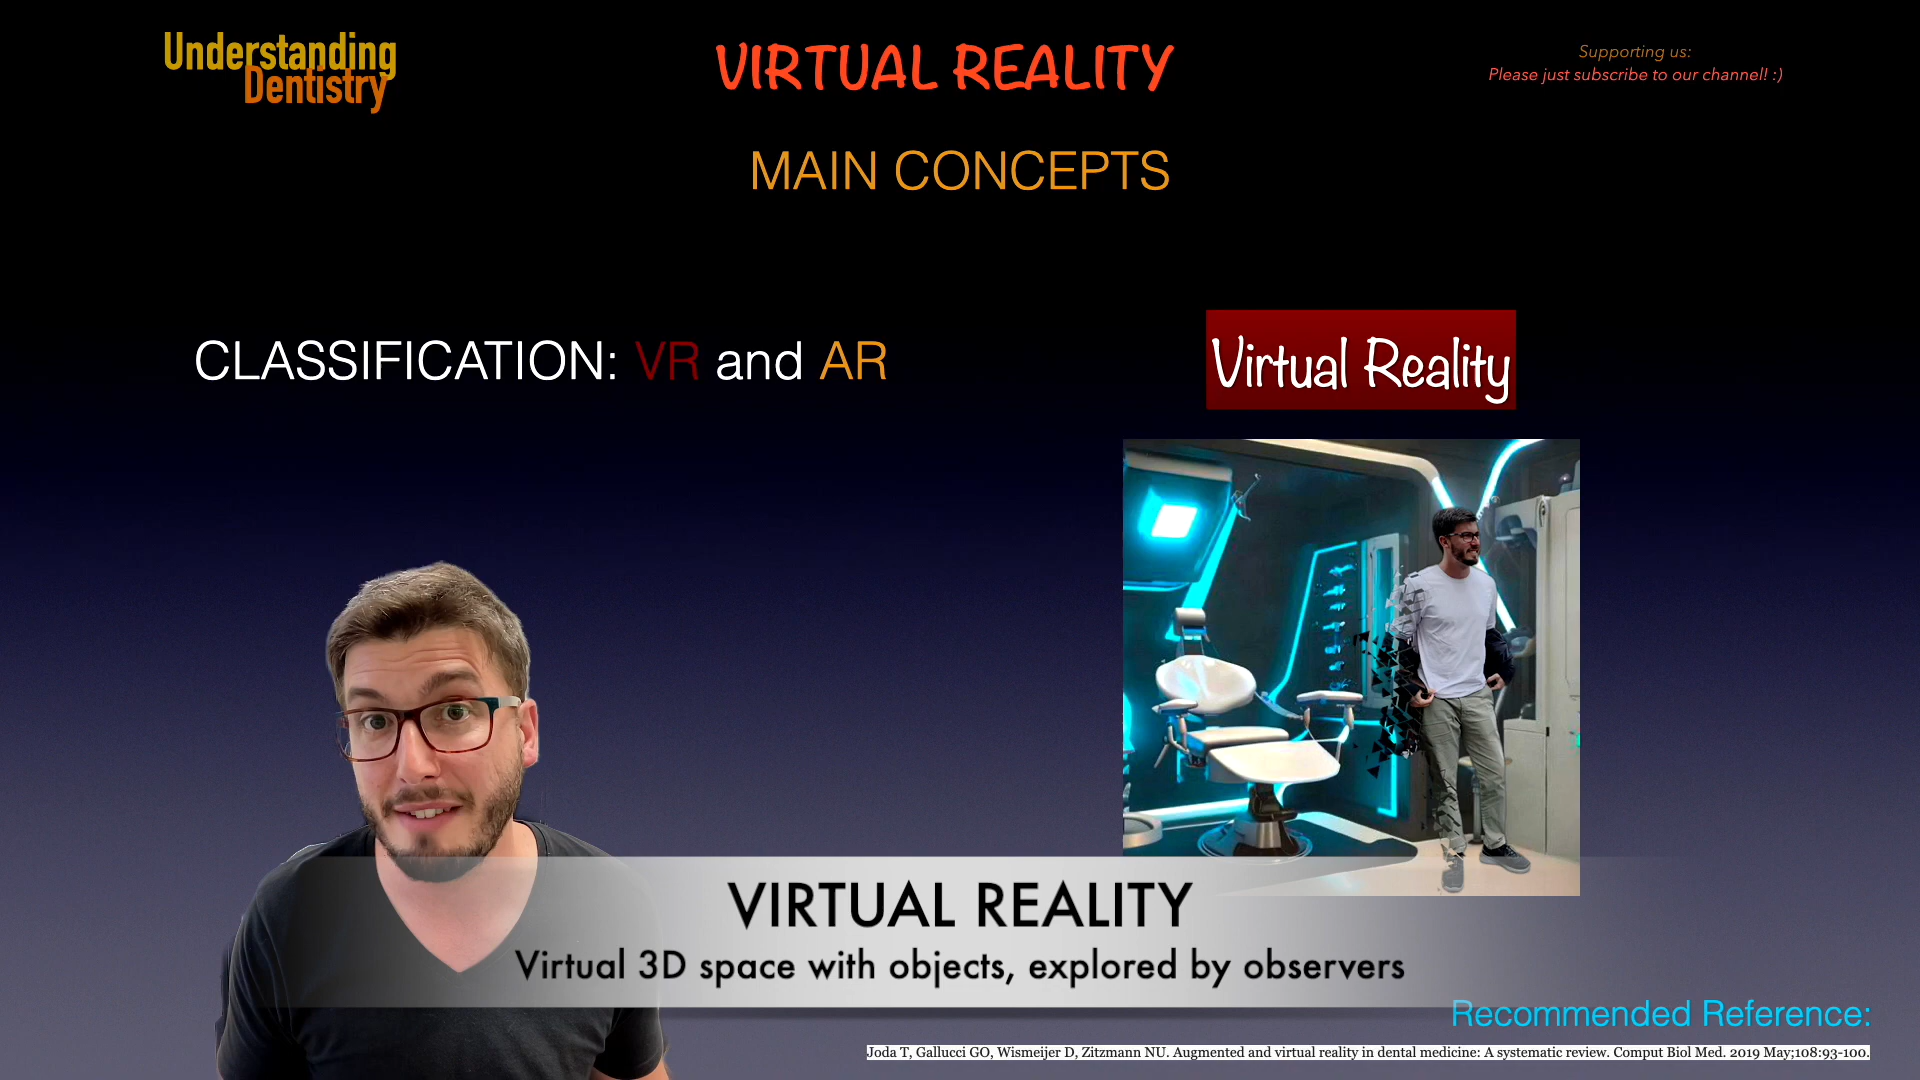 Understanding
Dentistry
VIRTUAL REALITY
Supporting us:
Please just subscribe to our channel! :)
MAIN CONCEPTS
CLASSIFICATION: VR and AR
Virtual Reality
VIRTUAL REALITY
Virtual 3D space with objects, explored by observers
Recommended Reference:
Joda T, Gallucci GO, Wismeijer D, Zitzmann NU. Augmented and virtual reality in dental medicine: A systematic review. Comput Biol Med. 2019 May;108:93-100.